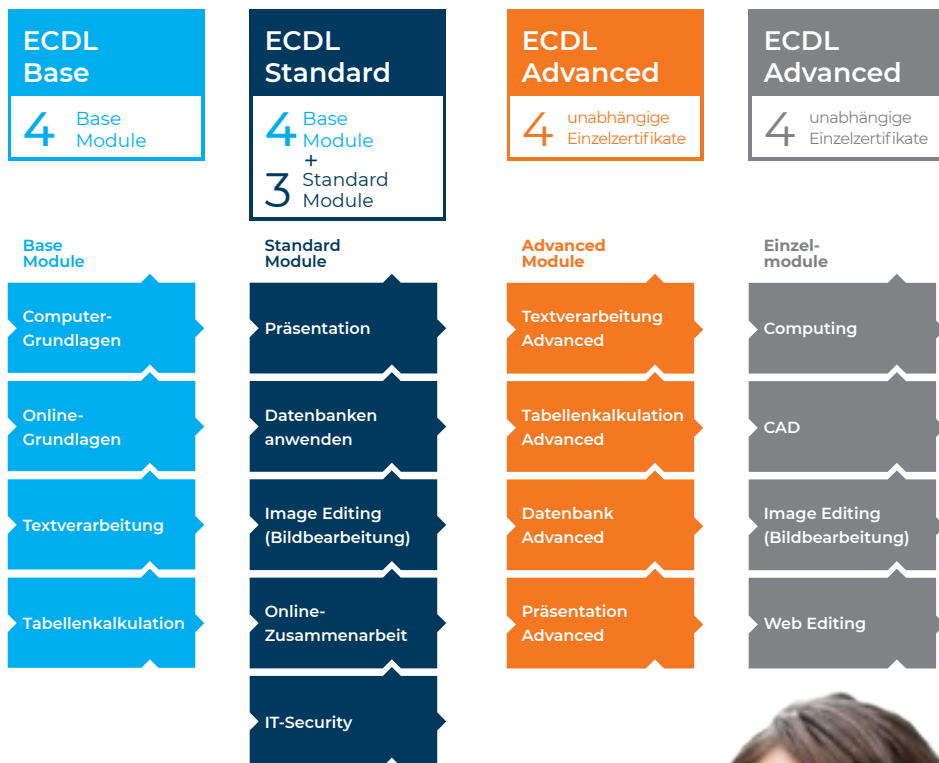 ECDL
Base
4 Base
Module
ECDL
Standard
4 Base
Module
+
3 Standard
Module
ECDL
Advanced
4 unabhängige
Einzelzertifikate
ECDL
Advanced
4 unabhängige
Einzelzertifikate
Base
Module
Computer-
Grundlagen
Online-
Grundlagen
Textverarbeitung
Tabellenkalkulation
Standard
Module
Präsentation
Datenbanken
anwenden
Image Editing
(Bildbearbeitung)
Online-
Zusammenarbeit
IT-Security
Advanced
Module
Textverarbeitung
Advanced
Tabellenkalkulation
Advanced
Datenbank
Advanced
Präsentation
Advanced
Einzel-
module
Computing
CAD
Image Editing
(Bildbearbeitung)
Web Editing